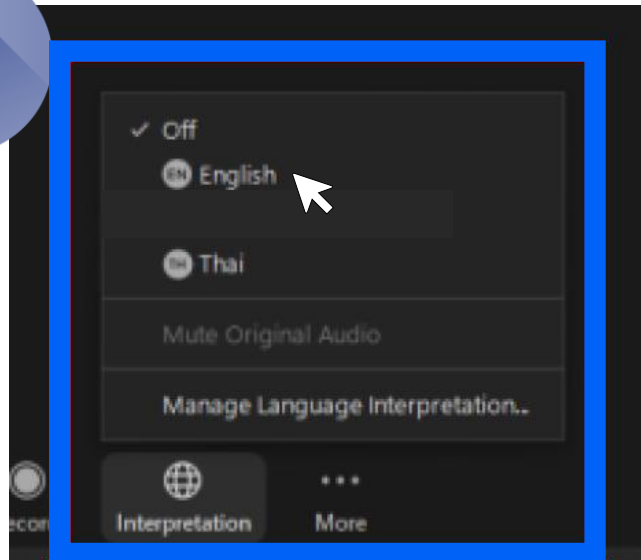 ✓ Off
EN English
TH Thai
Mute Original Audio
Manage Language Interpretation...
Interpretation
More